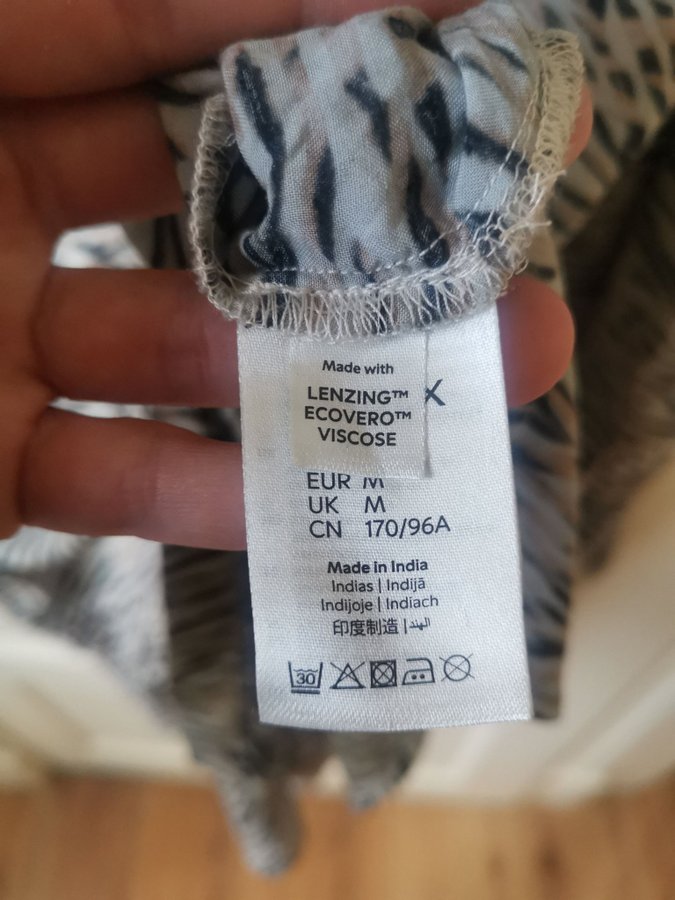 Made with
LENZING™
ECOVERO™
VISCOSE
K
EUR M
UK M
CN 170/96A
Made in India
Indias | Indijā
Indijoje | Indíach
印度制造 | الهند
30